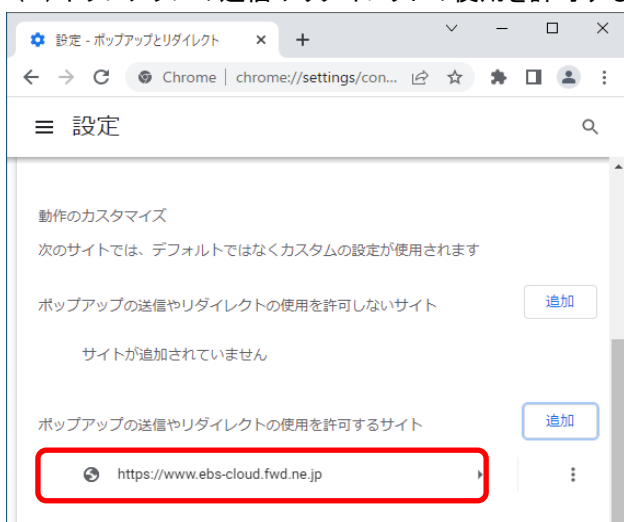 設定 - ポップアップとリダイレクト
Chrome | chrome://settings/con...
設定
動作のカスタマイズ
次のサイトでは、デフォルトではなくカスタムの設定が使用されます
ポップアップの送信やリダイレクトの使用を許可しないサイト
追加
サイトが追加されていません
ポップアップの送信やリダイレクトの使用を許可するサイト
追加
https://www.ebs-cloud.fwd.ne.jp